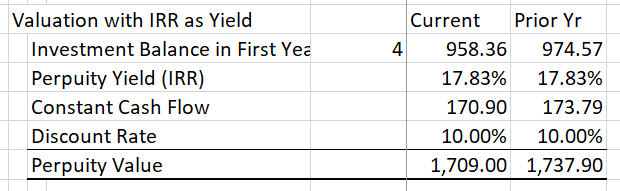 Valuation with IRR as Yield Current Prior Yr
Investment Balance in First Yea 4 958.36 974.57
Perpuity Yield (IRR) 17.83% 17.83%
Constant Cash Flow 170.90 173.79
Discount Rate 10.00% 10.00%
Perpuity Value 1,709.00 1,737.90